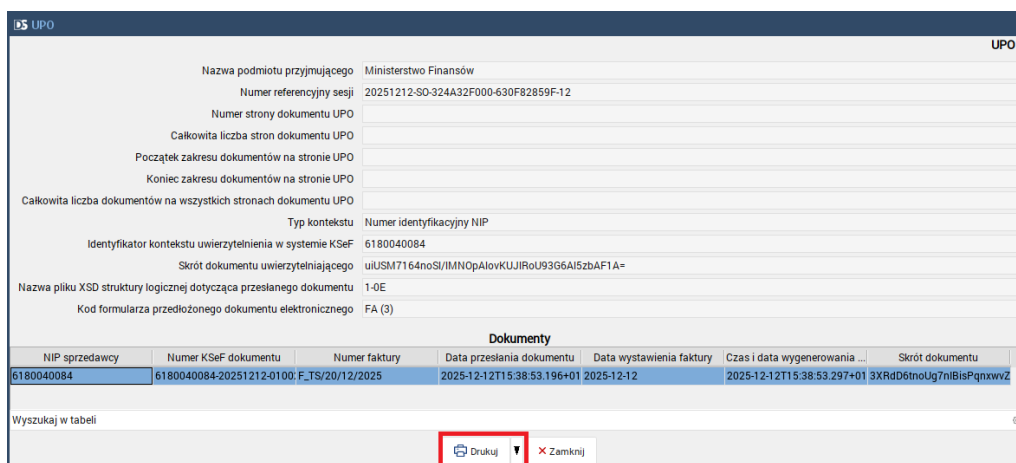 DS UPO
UPO
Nazwa podmiotu przyjmującego Ministerstwo Finansów
Numer referencyjny sesji 20251212-SO-324A32F000-630F82859F-12
Numer strony dokumentu UPO
Całkowita liczba stron dokumentu UPO
Początek zakresu dokumentów na stronie UPO
Koniec zakresu dokumentów na stronie UPO
Całkowita liczba dokumentów na wszystkich stronach dokumentu UPO
Typ kontekstu Numer identyfikacyjny NIP
Identyfikator kontekstu uwierzytelnienia w systemie KSeF 6180040084
Skrót dokumentu uwierzytelniającego uiUSM7164noSI/IMNOpAIovKUJIRoU93G6AI5zbAF1A=
Nazwa pliku XSD struktury logicznej dotycząca przesłanego dokumentu 1-0E
Kod formularza przedłożonego dokumentu elektronicznego FA (3)
Dokumenty
NIP sprzedawcy Numer KSeF dokumentu Numer faktury Data przesłania dokumentu Data wystawienia faktury Czas i data wygenerowania ... Skrót dokumentu
6180040084 6180040084-20251212-0100 F_TS/20/12/2025 2025-12-12T15:38:53.196+01 2025-12-12 2025-12-12T15:38:53.297+01 3XRdD6tnoUg7nIBisPqnxwvZ
Wyszukaj w tabeli
Drukuj Zamknij